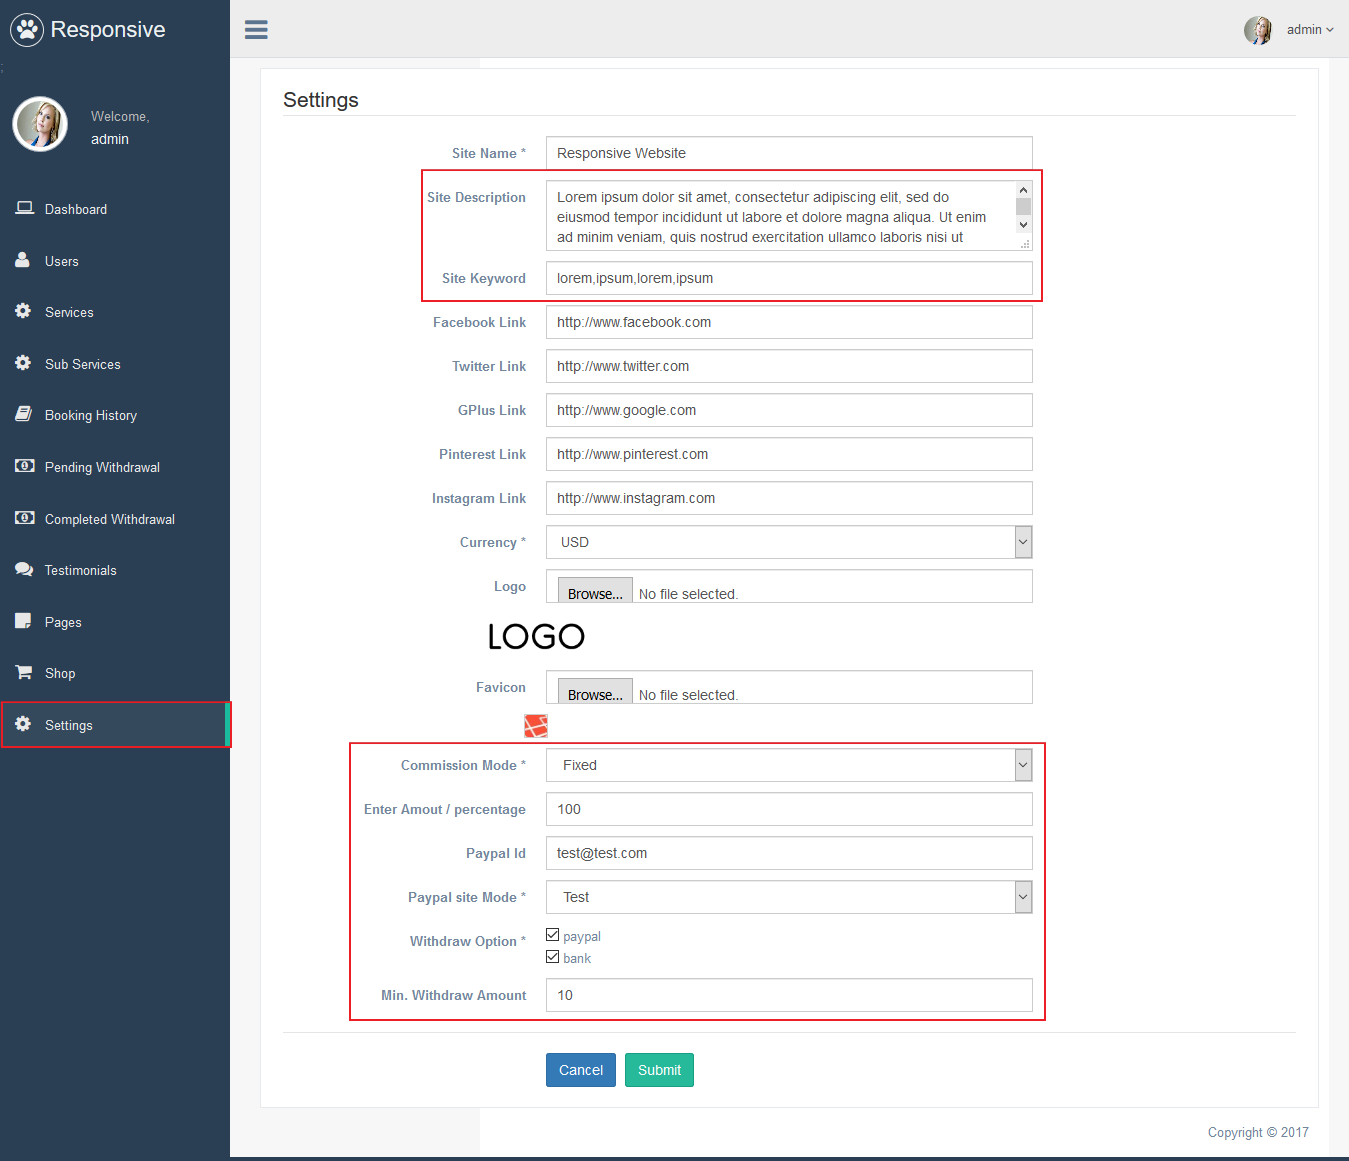 Responsive
admin
;
Welcome,
admin
Dashboard
Users
Services
Sub Services
Booking History
Pending Withdrawal
Completed Withdrawal
Testimonials
Pages
Shop
Settings
Settings
Site Name * Responsive Website
Site Description Lorem ipsum dolor sit amet, consectetur adipiscing elit, sed do
eiusmod tempor incididunt ut labore et dolore magna aliqua. Ut enim
ad minim veniam, quis nostrud exercitation ullamco laboris nisi ut
Site Keyword lorem,ipsum,lorem,ipsum
Facebook Link http://www.facebook.com
Twitter Link http://www.twitter.com
GPlus Link http://www.google.com
Pinterest Link http://www.pinterest.com
Instagram Link http://www.instagram.com
Currency * USD
Logo Browse... No file selected.
LOGO
Favicon Browse... No file selected.
Commission Mode * Fixed
Enter Amout / percentage 100
Paypal Id test@test.com
Paypal site Mode * Test
Withdraw Option * paypal
bank
Min. Withdraw Amount 10
Cancel Submit
Copyright © 2017